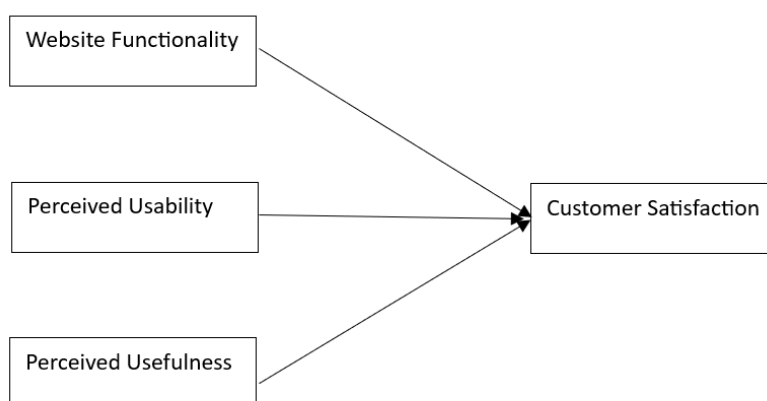 Website Functionality
Perceived Usability
Customer Satisfaction
Perceived Usefulness